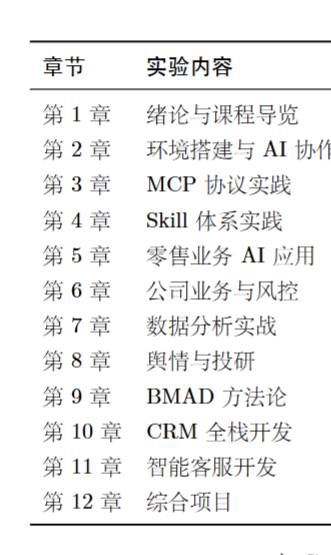 章节 实验内容
第 1 章 绪论与课程导览
第 2 章 环境搭建与 AI 协作
第 3 章 MCP 协议实践
第 4 章 Skill 体系实践
第 5 章 零售业务 AI 应用
第 6 章 公司业务与风控
第 7 章 数据分析实战
第 8 章 舆情与投研
第 9 章 BMAD 方法论
第 10 章 CRM 全栈开发
第 11 章 智能客服开发
第 12 章 综合项目